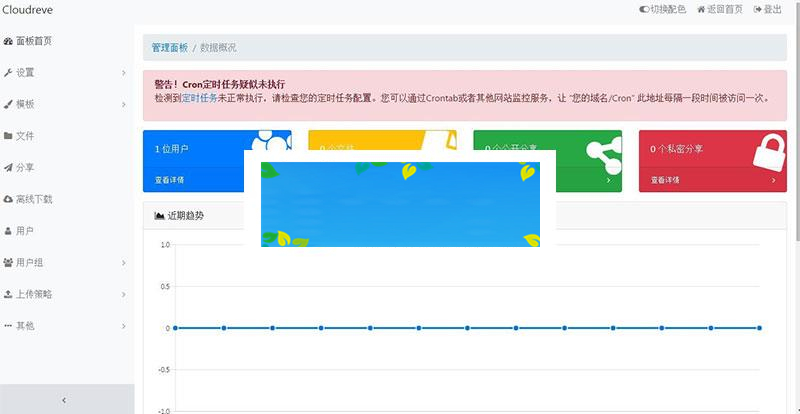 Cloudreve
切换配色 返回首页 登出
面板首页
设置
模板
文件
分享
离线下载
用户
用户组
上传策略
其他
管理面板 / 数据概况
警告！Cron定时任务疑似未执行
检测到定时任务未正常执行，请检查您的定时任务配置。您可以通过Crontab或者其他网站监控服务，让 "您的域名/Cron" 此地址每隔一段时间被访问一次。
1 位用户
0 个文件
0 个公开分享
0 个私密分享
查看详情
查看详情
近期趋势
1.0
0.5
0
-0.5
-1.0